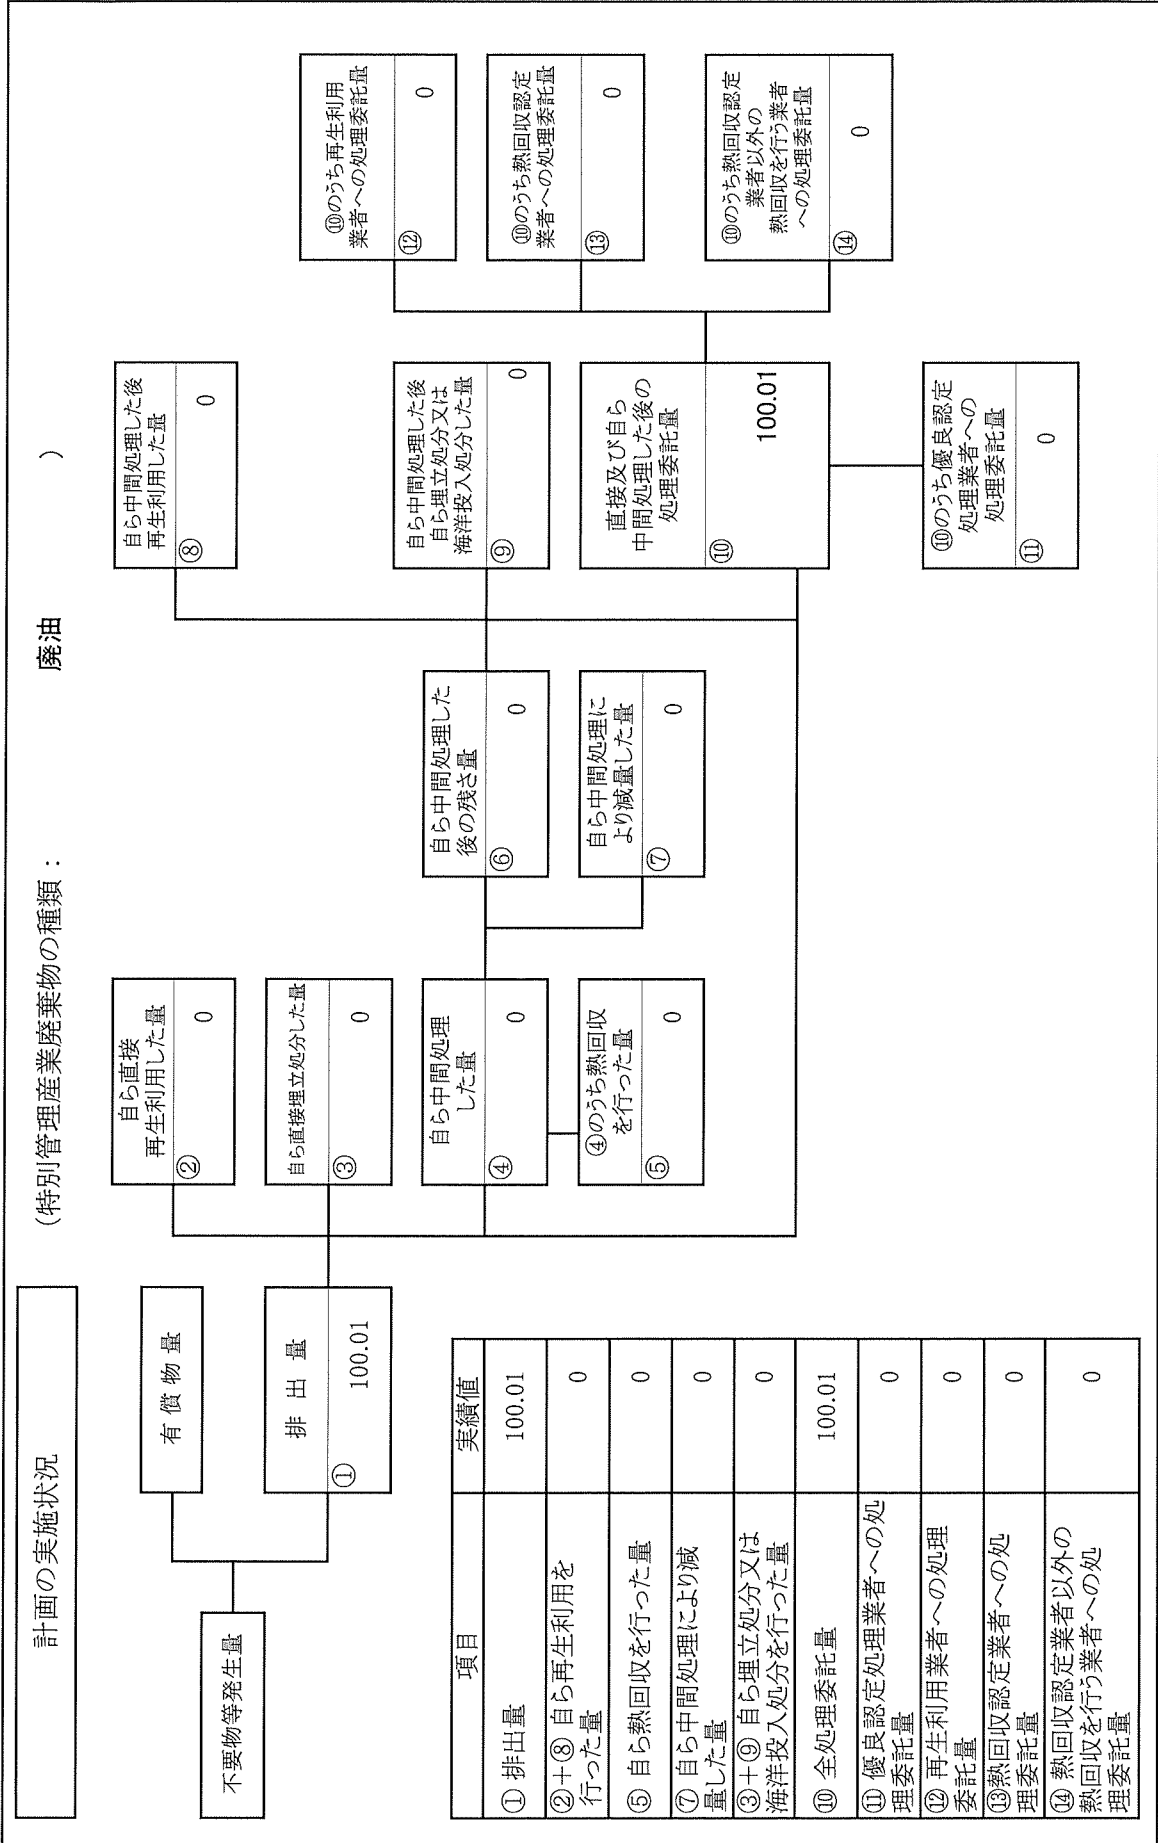 計画の実施状況
(特別管理産業廃棄物の種類： 廃油 )
不要物等発生量
有 償 物 量
排 出 量
① 100.01
自ら直接
再生利用した量
② 0
自ら直接埋立処分した量
③ 0
自ら中間処理
した量
④ 0
④のうち熱回収
を行った量
⑤ 0
自ら中間処理した
後の残さ量
⑥ 0
自ら中間処理に
より減量した量
⑦ 0
自ら中間処理した後
再生利用した量
⑧ 0
自ら中間処理した後
自ら埋立処分又は
海洋投入処分した量
⑨ 0
直接及び自ら
中間処理した後の
処理委託量
⑩ 100.01
⑩のうち優良認定
処理業者への
処理委託量
⑪ 0
⑩のうち再生利用
業者への処理委託量
⑫ 0
⑩のうち熱回収認定
業者への処理委託量
⑬ 0
⑩のうち熱回収認定
業者以外の
熱回収を行う業者
への処理委託量
⑭ 0
項目 実績値
① 排出量 100.01
②＋⑧ 自ら再生利用を
行った量 0
⑤ 自ら熱回収を行った量 0
⑦ 自ら中間処理により減
量した量 0
③＋⑨ 自ら埋立処分又は
海洋投入処分を行った量 0
⑩ 全処理委託量 100.01
⑪ 優良認定処理業者への処
理委託量 0
⑫ 再生利用業者への処理
委託量 0
⑬熱回収認定業者への処
理委託量 0
⑭ 熱回収認定業者以外の
熱回収を行う業者への処
理委託量 0